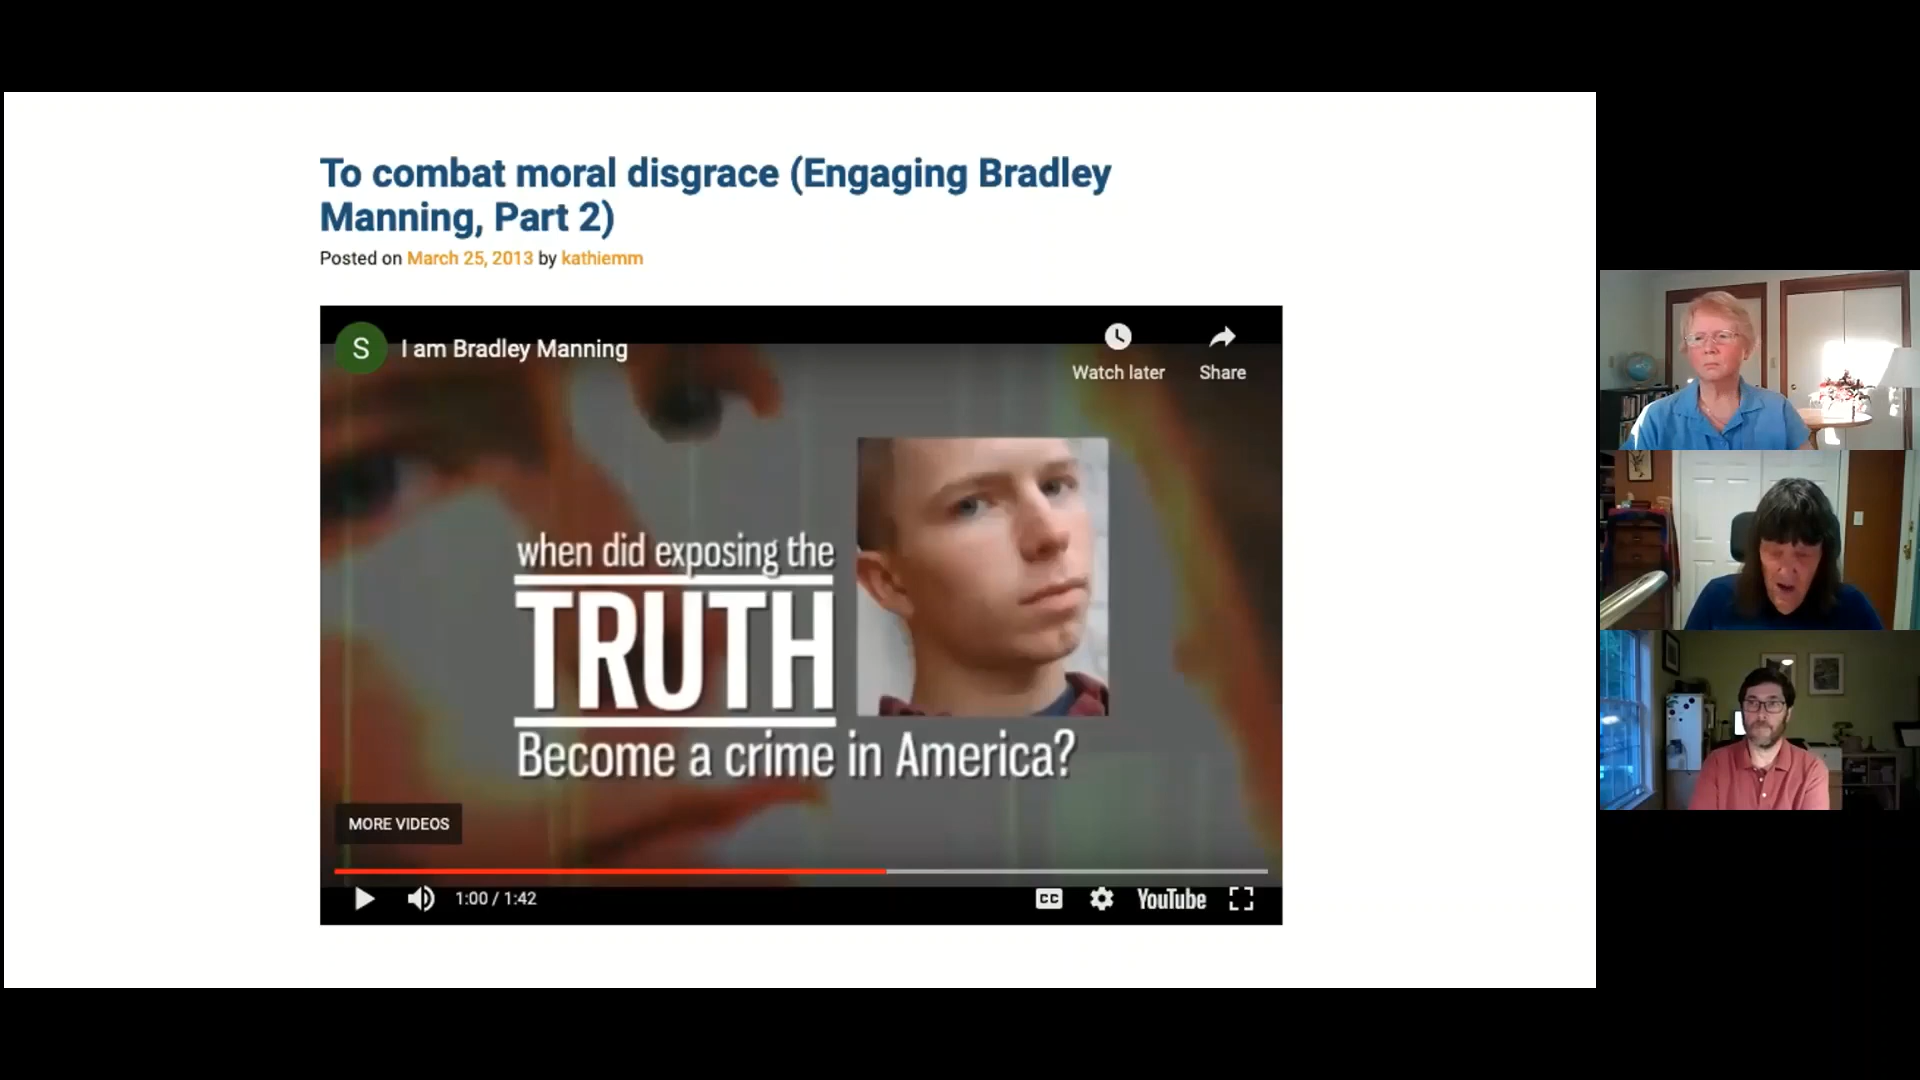 To combat moral disgrace (Engaging Bradley
Manning, Part 2)
Posted on March 25, 2013 by kathiemm
S
I am Bradley Manning
Watch later
Share
when did exposing the
TRUTH
Become a crime in America?
MORE VIDEOS
1:00 / 1:42
CC
YouTube